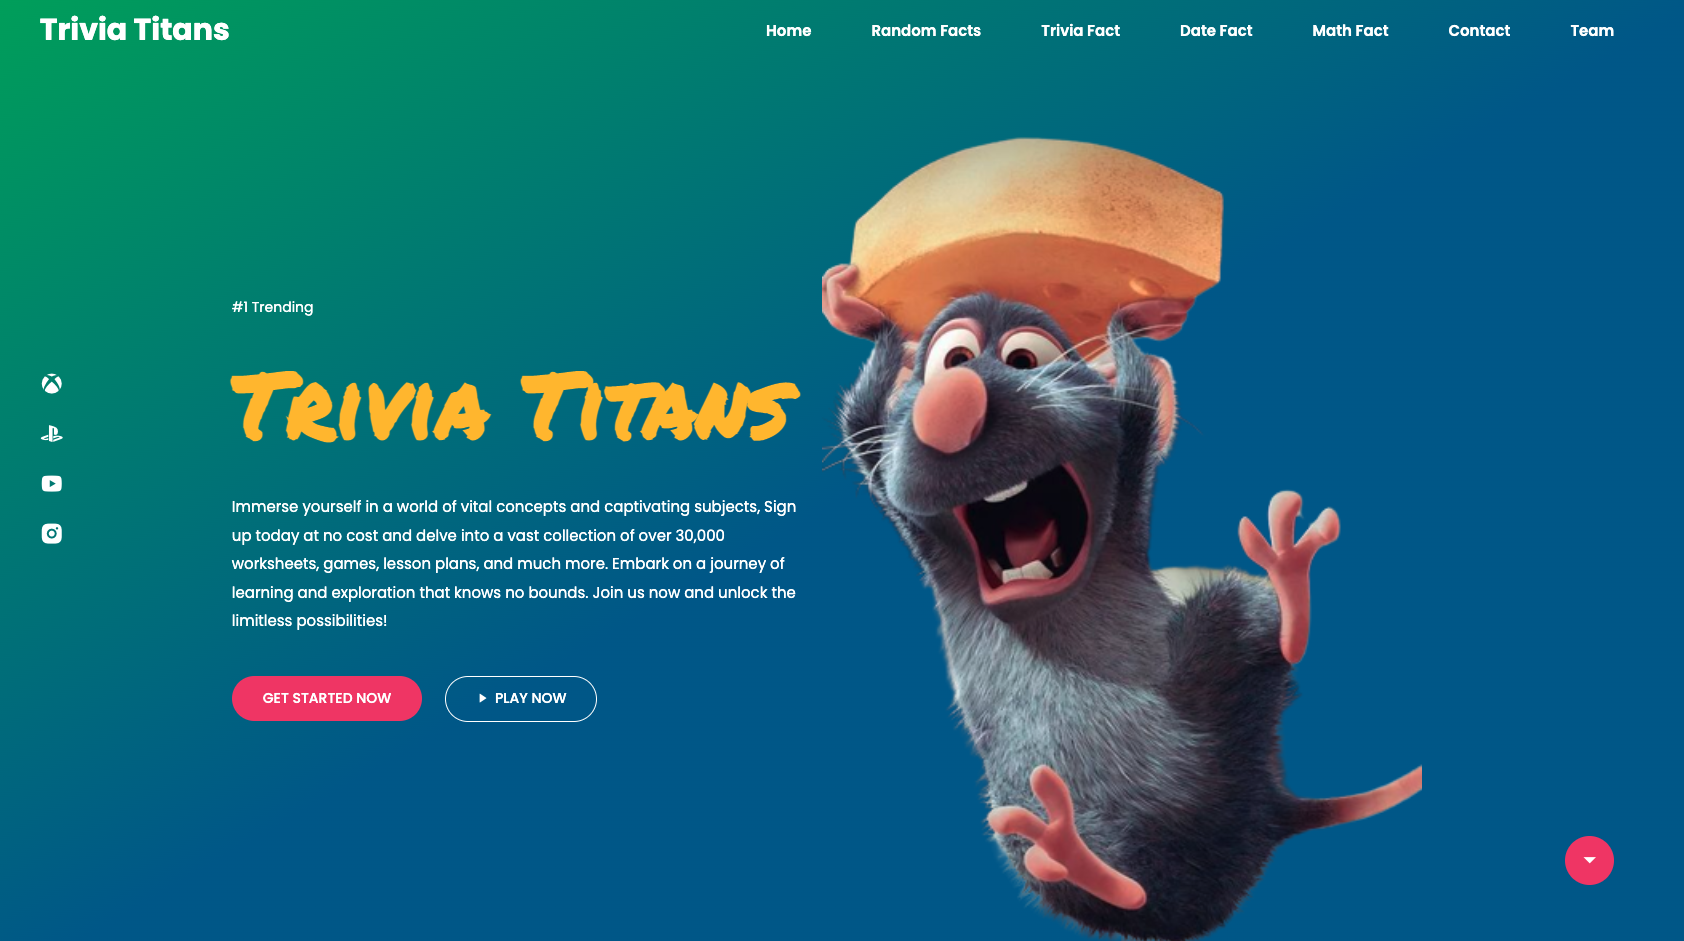 Trivia Titans
Home Random Facts Trivia Fact Date Fact Math Fact Contact Team
#1 Trending
Trivia Titans
Immerse yourself in a world of vital concepts and captivating subjects, Sign
up today at no cost and delve into a vast collection of over 30,000
worksheets, games, lesson plans, and much more. Embark on a journey of
learning and exploration that knows no bounds. Join us now and unlock the
limitless possibilities!
GET STARTED NOW PLAY NOW